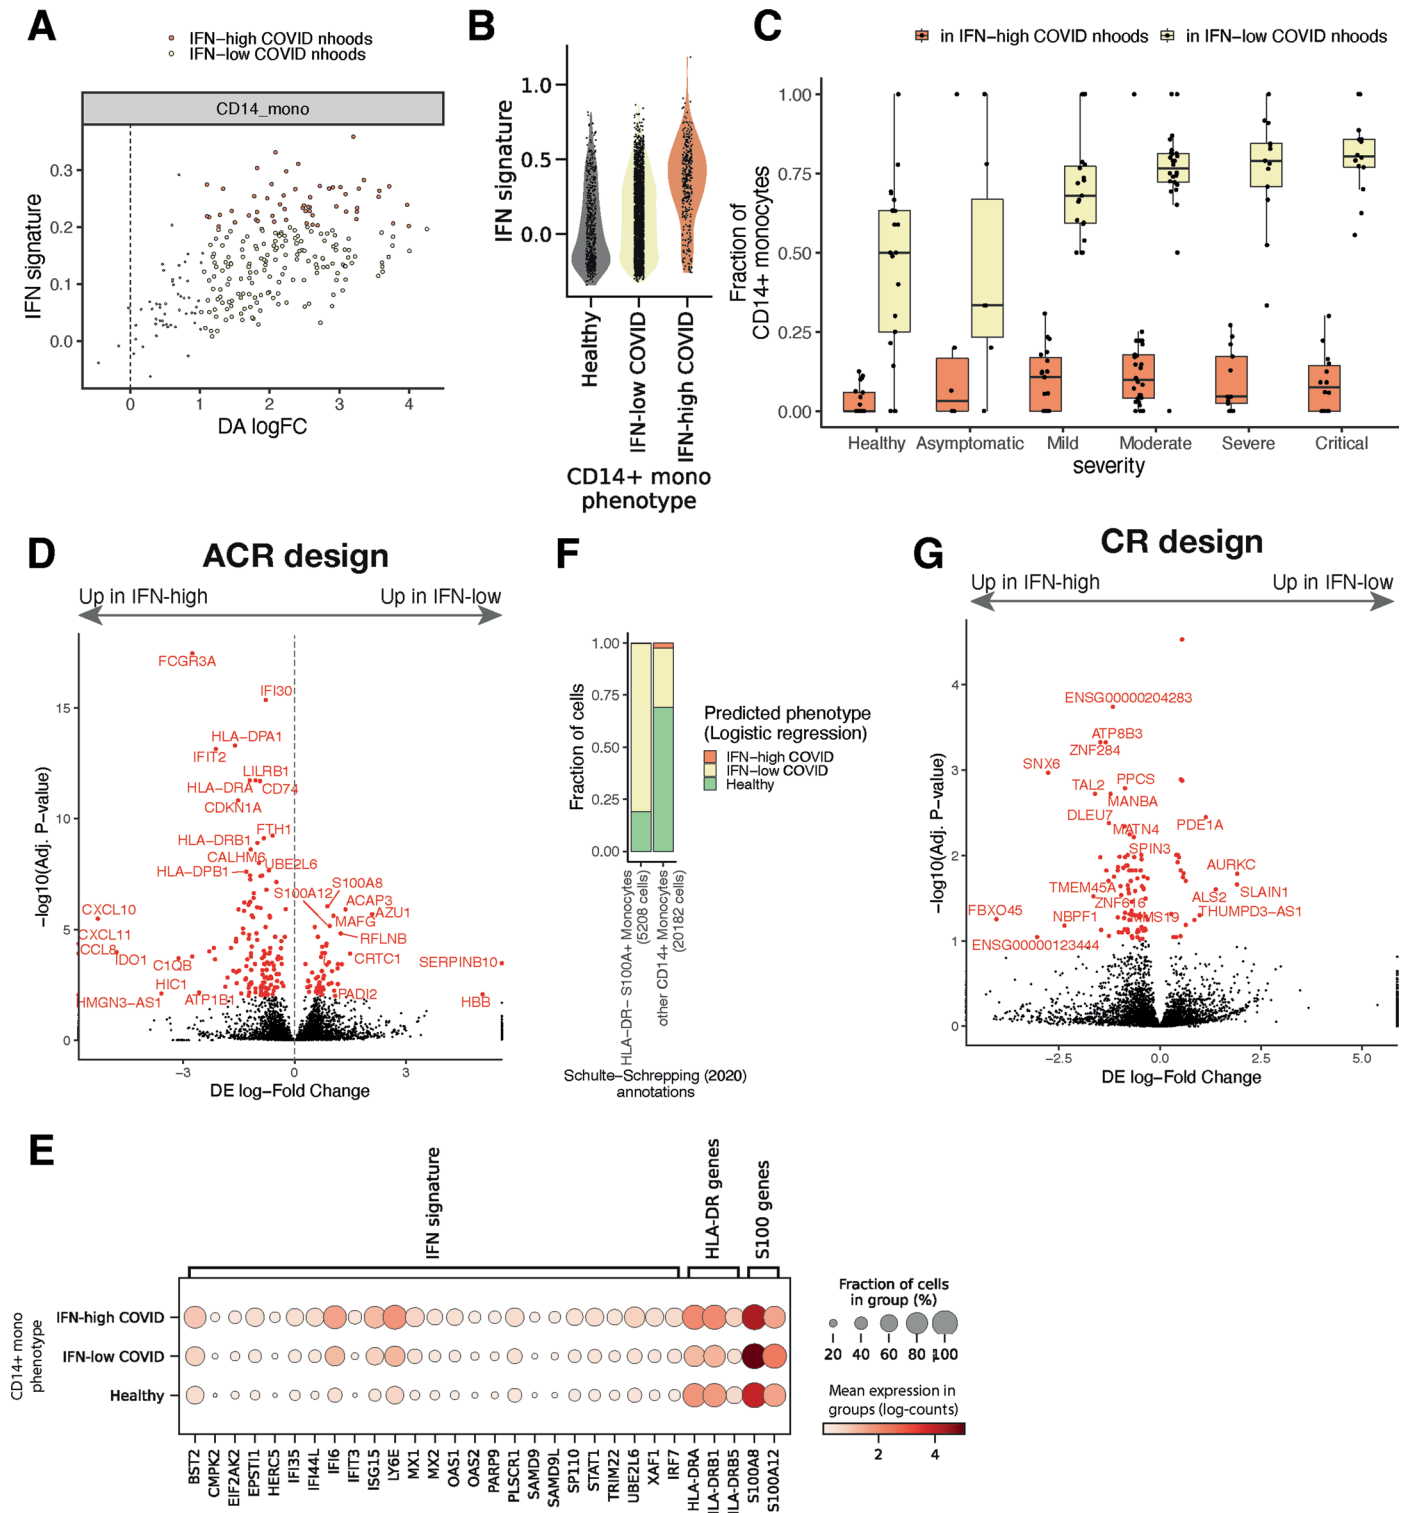 A
IFN−high COVID nhoods
IFN−low COVID nhoods
CD14_mono
IFN signature
0.3
0.2
0.1
0.0
0
1
2
3
4
DA logFC
B
IFN signature
1.0
0.5
0.0
Healthy
IFN-low COVID
IFN-high COVID
CD14+ mono
phenotype
C
in IFN−high COVID nhoods
in IFN−low COVID nhoods
Fraction of
CD14+ monocytes
1.00
0.75
0.50
0.25
0.00
Healthy
Asymptomatic
Mild
Moderate
Severe
Critical
severity
D
ACR design
Up in IFN−high
Up in IFN−low
−log10(Adj. P−value)
15
10
5
0
FCGR3A
IFI30
HLA−DPA1
IFIT2
LILRB1
HLA−DRA
CD74
CDKN1A
FTH1
HLA−DRB1
CALHM6
UBE2L6
HLA−DPB1
S100A8
S100A12
ACAP3
AZU1
MAFG
CXCL10
RFLNB
CXCL11
CCL8
IDO1
CRTC1
C1QB
SERPINB10
HIC1
HMGN3−AS1
ATP1B1
PADI2
HBB
−3
0
3
DE log−Fold Change
F
Fraction of cells
1.00
0.75
0.50
0.25
0.00
HLA−DR− S100A+ Monocytes
(5208 cells)
other CD14+ Monocytes
(20182 cells)
Schulte−Schrepping (2020)
annotations
Predicted phenotype
(Logistic regression)
IFN−high COVID
IFN−low COVID
Healthy
G
CR design
Up in IFN−high
Up in IFN−low
−log10(Adj. P−value)
4
3
2
1
0
ENSG00000204283
ATP8B3
ZNF284
SNX6
TAL2
PPCS
MANBA
DLEU7
MATN4
PDE1A
SPIN3
AURKC
TMEM45A
SLAIN1
ALS2
ZNF616
FBXO45
NBPF1
MMS19
THUMPD3−AS1
ENSG00000123444
−2.5
0.0
2.5
5.0
DE log−Fold Change
E
IFN signature
HLA-DR genes
S100 genes
CD14+ mono
phenotype
IFN-high COVID
IFN-low COVID
Healthy
BST2
CMPK2
EIF2AK2
EPSTI1
HERC5
IFI35
IFI44L
IFI6
IFIT3
ISG15
LY6E
MX1
MX2
OAS1
OAS2
PARP9
PLSCR1
SAMD9
SAMD9L
SP110
STAT1
TRIM22
UBE2L6
XAF1
IRF7
HLA-DRA
ILA-DRB1
ILA-DRB5
S100A8
S100A12
Fraction of cells
in group (%)
20
40
60
80
100
Mean expression in
groups (log-counts)
2
4